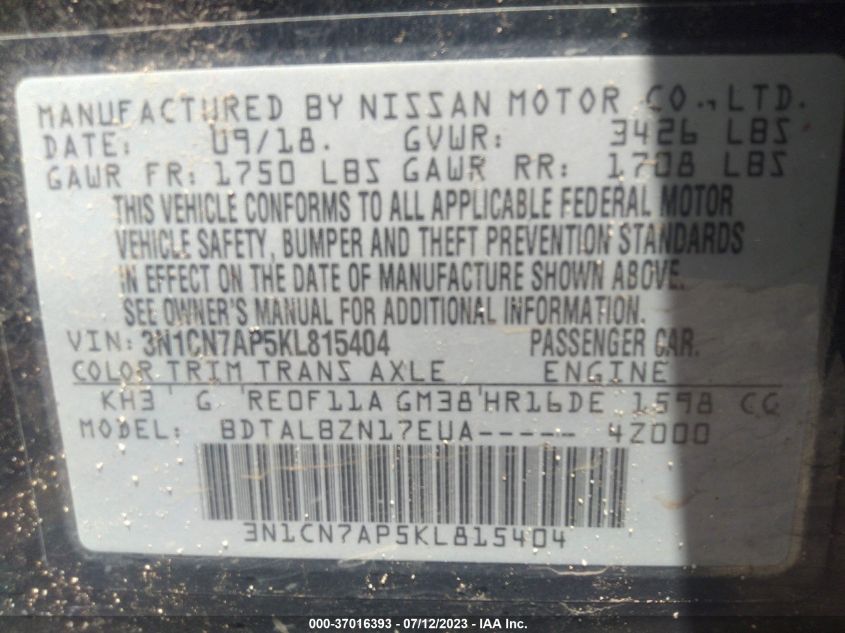 MANUFACTURED BY NISSAN MOTOR CO., LTD.
DATE: 09/18. GVWR: 3426 LBS
GAWR FR: 1750 LBS GAWR RR: 1708 LBS
THIS VEHICLE CONFORMS TO ALL APPLICABLE FEDERAL MOTOR
VEHICLE SAFETY, BUMPER AND THEFT PREVENTION STANDARDS
IN EFFECT ON THE DATE OF MANUFACTURE SHOWN ABOVE.
SEE OWNER'S MANUAL FOR ADDITIONAL INFORMATION.
VIN: 3N1CN7AP5KL815404 PASSENGER CAR.
COLOR TRIM TRANS AXLE ENGINE
KH3 G RE0F11A GM38 HR16DE 1598 CC
MODEL: BDTALBZN17EUA------ 4Z000
3N1CN7AP5KL815404
000-37016393 - 07/12/2023 - IAA Inc.